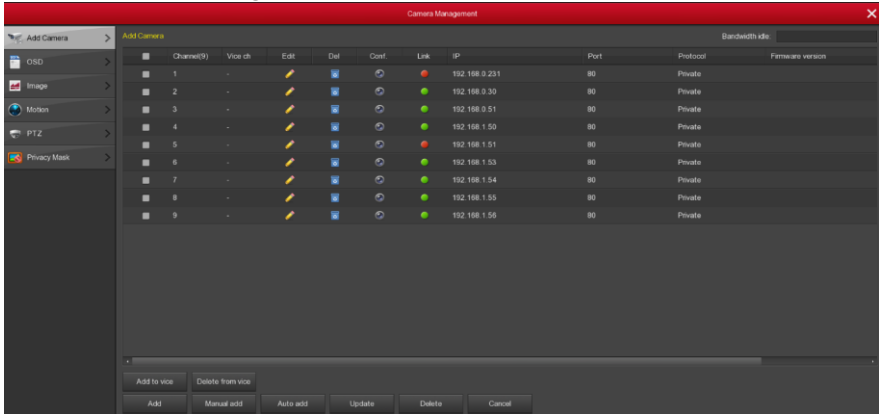 Camera Management
Add Camera
OSD
Image
Motion
PTZ
Privacy Mask
Add Camera Bandwidth idle:
Channel(9) Vice ch Edit Del Conf. Link IP Port Protocol Firmware version
1 - 192.168.0.231 80 Private
2 - 192.168.0.30 80 Private
3 - 192.168.0.51 80 Private
4 - 192.168.1.50 80 Private
5 - 192.168.1.51 80 Private
6 - 192.168.1.53 80 Private
7 - 192.168.1.54 80 Private
8 - 192.168.1.55 80 Private
9 - 192.168.1.56 80 Private
Add to vice Delete from vice
Add Manual add Auto add Update Delete Cancel